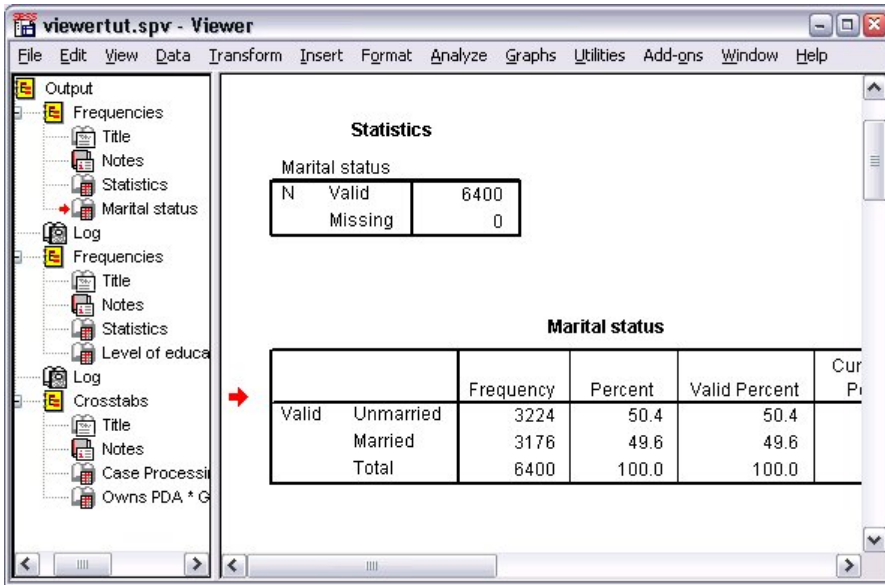 viewertut.spv - Viewer
File Edit View Data Transform Insert Format Analyze Graphs Utilities Add-ons Window Help
Output
Frequencies
Title
Notes
Statistics
Marital status
Log
Frequencies
Title
Notes
Statistics
Level of educa
Log
Crosstabs
Title
Notes
Case Processi
Owns PDA * G
Statistics
Marital status
N Valid 6400
Missing 0
Marital status
Frequency Percent Valid Percent Cur P
Valid Unmarried 3224 50.4 50.4
Married 3176 49.6 49.6
Total 6400 100.0 100.0